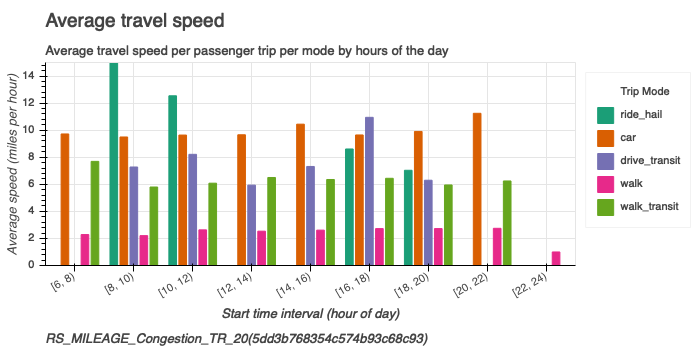 Average travel speed
Average travel speed per passenger trip per mode by hours of the day
Average speed (miles per hour)
14
12
10
8
6
4
2
0
[6, 8)
[8, 10)
[10, 12)
[12, 14)
[14, 16)
[16, 18)
[18, 20)
[20, 22)
[22, 24)
Start time interval (hour of day)
Trip Mode
ride_hail
car
drive_transit
walk
walk_transit
RS_MILEAGE_Congestion_TR_20(5dd3b768354c574b93c68c93)